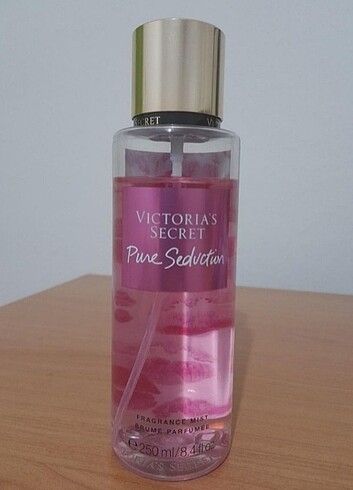 VICTORIA'S
SECRET
Pure Seduction
FRAGRANCE MIST
BRUME PARFUMÉE
℮ 250 ml/8.4 fl oz